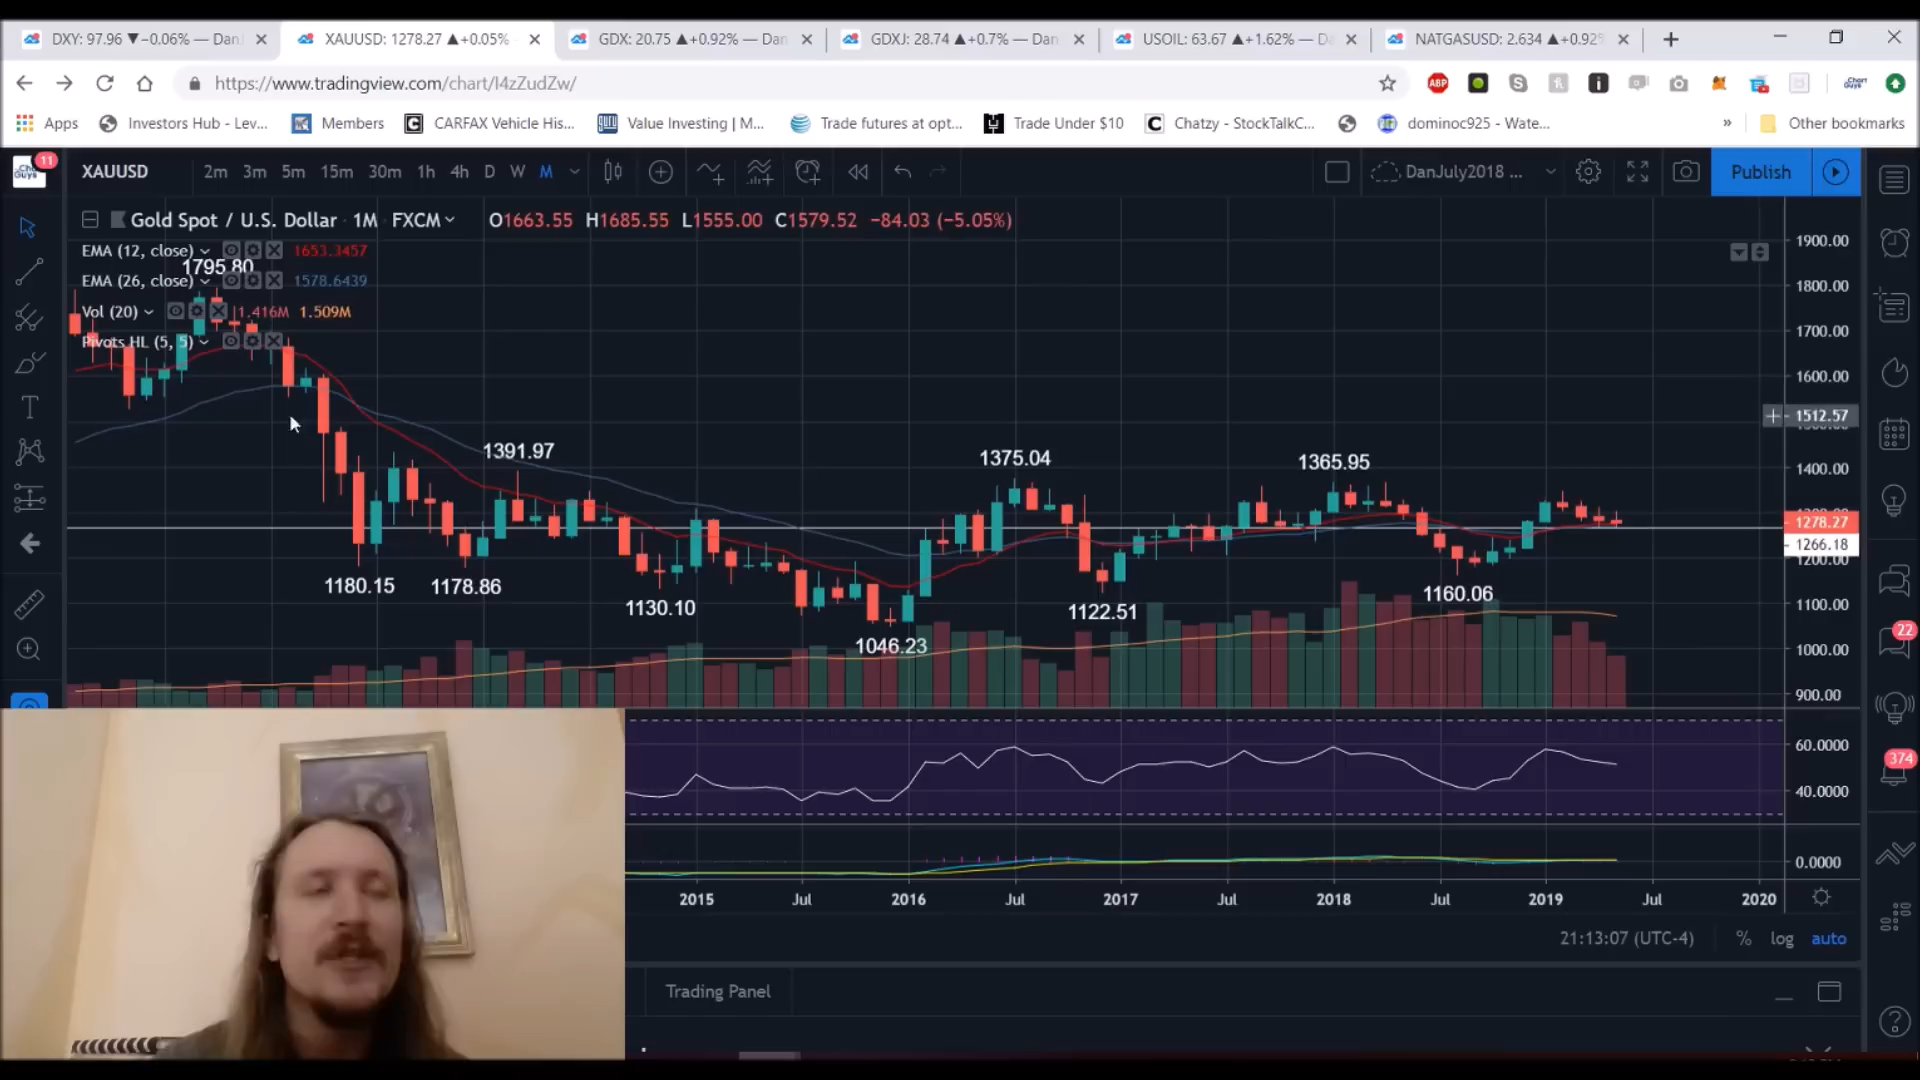 DXY: 97.96 ▼−0.06% — Dan
XAUUSD: 1278.27 ▲+0.05%
GDX: 20.75 ▲+0.92% — Dan
GDXJ: 28.74 ▲+0.7% — Dan
USOIL: 63.67 ▲+1.62% — D
NATGASUSD: 2.634 ▲+0.92%
https://www.tradingview.com/chart/I4zZudZw/
ABP
Apps
Investors Hub - Lev...
Members
CARFAX Vehicle His...
Value Investing | M...
Trade futures at opt...
Trade Under $10
Chatzy - StockTalkC...
dominoc925 - Wate...
»
Other bookmarks
11
XAUUSD
2m
3m
5m
15m
30m
1h
4h
D
W
M
DanJuly2018 ...
Publish
Gold Spot / U.S. Dollar
1M
FXCM
O1663.55 H1685.55 L1555.00 C1579.52 −84.03 (−5.05%)
EMA (12, close) 1653.3457
EMA (26, close) 1578.6439
Vol (20) 1.416M 1.509M
Pivots HL (5, 5)
1795.80
1391.97
1375.04
1365.95
1180.15
1178.86
1130.10
1046.23
1122.51
1160.06
1900.00
1800.00
1700.00
1600.00
1512.57
1400.00
1278.27
1266.18
1200.00
1100.00
1000.00
900.00
60.0000
40.0000
0.0000
22
374
2015
Jul
2016
Jul
2017
Jul
2018
Jul
2019
Jul
2020
21:13:07 (UTC-4)
%
log
auto
Trading Panel